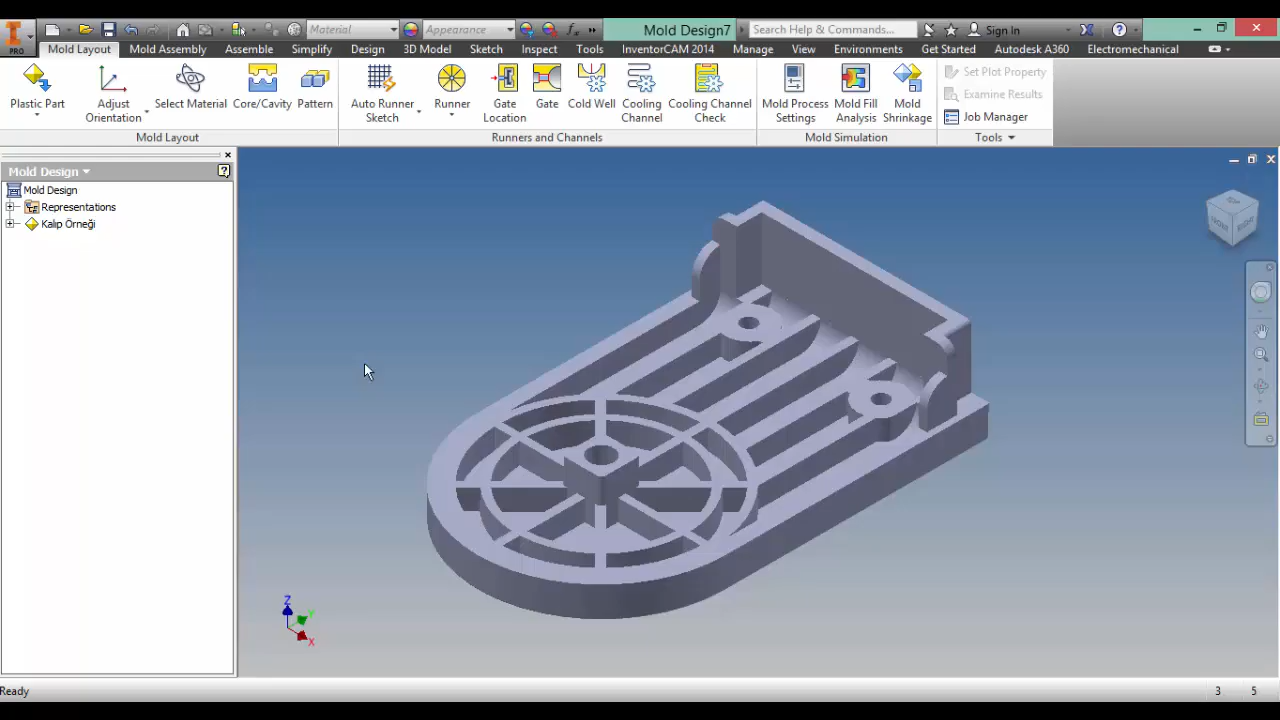 PRO
Material
Appearance
fx
Mold Design7
Search Help & Commands...
Sign In
Mold Layout
Mold Assembly
Assemble
Simplify
Design
3D Model
Sketch
Inspect
Tools
InventorCAM 2014
Manage
View
Environments
Get Started
Autodesk A360
Electromechanical
Plastic Part
Adjust
Orientation
Select Material
Core/Cavity
Pattern
Auto Runner
Sketch
Runner
Gate
Location
Gate
Cold Well
Cooling
Channel
Cooling Channel
Check
Mold Process
Settings
Mold Fill
Analysis
Mold
Shrinkage
Set Plot Property
Examine Results
Job Manager
Mold Layout
Runners and Channels
Mold Simulation
Tools
Mold Design
Mold Design
Representations
Kalıp Örneği
Z
Y
X
Ready
3
5